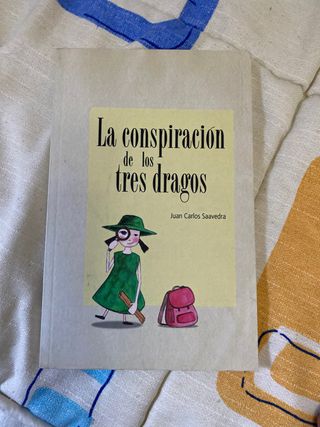 La conspiración
de los
tres dragos
Juan Carlos Saavedra